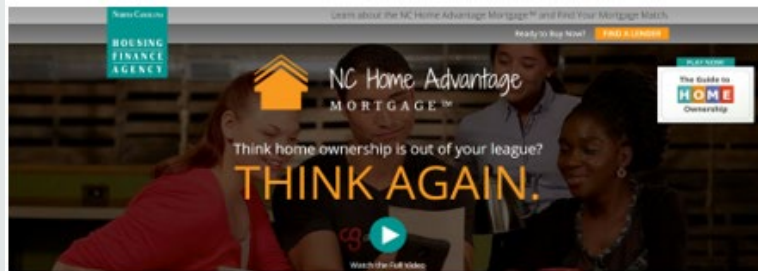 NORTH CAROLINA
HOUSING
FINANCE
AGENCY
Learn about the NC Home Advantage Mortgage™ and Find Your Mortgage Match.
Ready to Buy Now?
FIND A LENDER
NC Home Advantage
MORTGAGE™
PLAY NOW!
The Guide to
HOME
Ownership
Think home ownership is out of your league?
THINK AGAIN.
Watch the Full Video